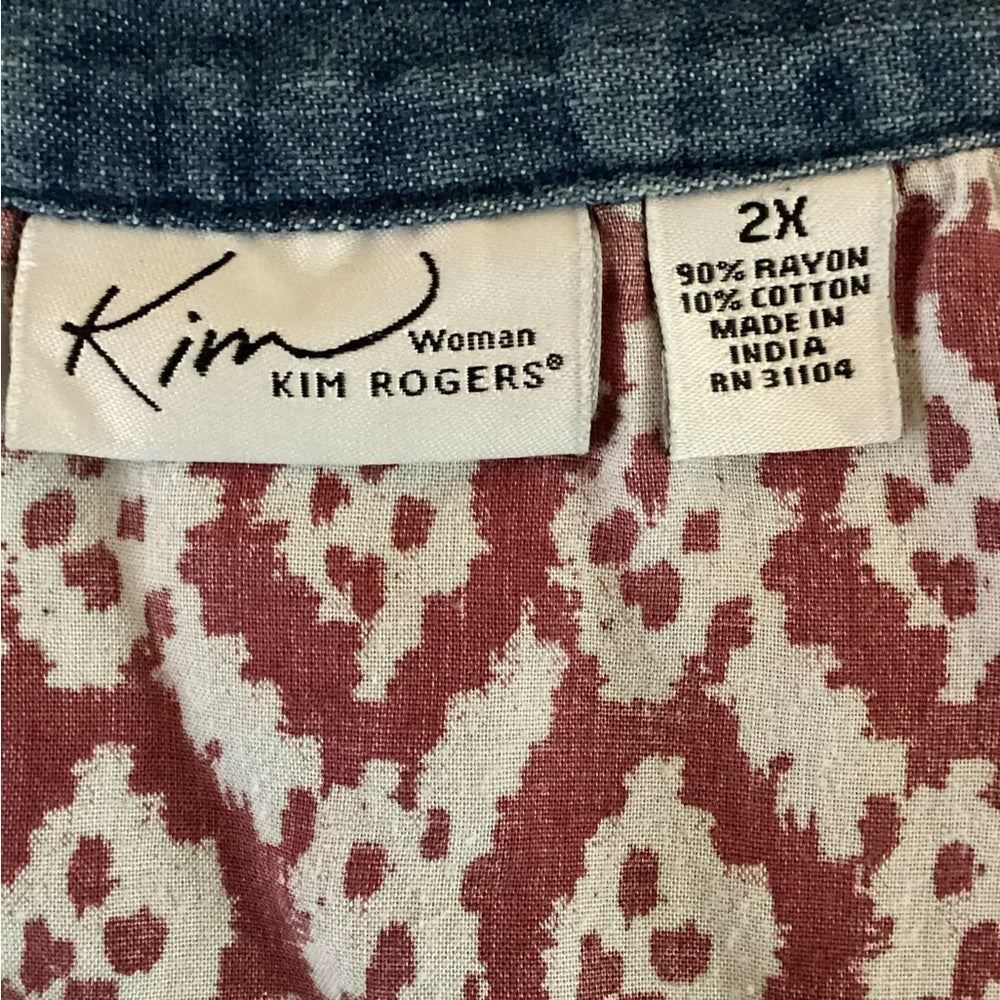 Kim Woman
KIM ROGERS®
2X
90% RAYON
10% COTTON
MADE IN
INDIA
RN 31104